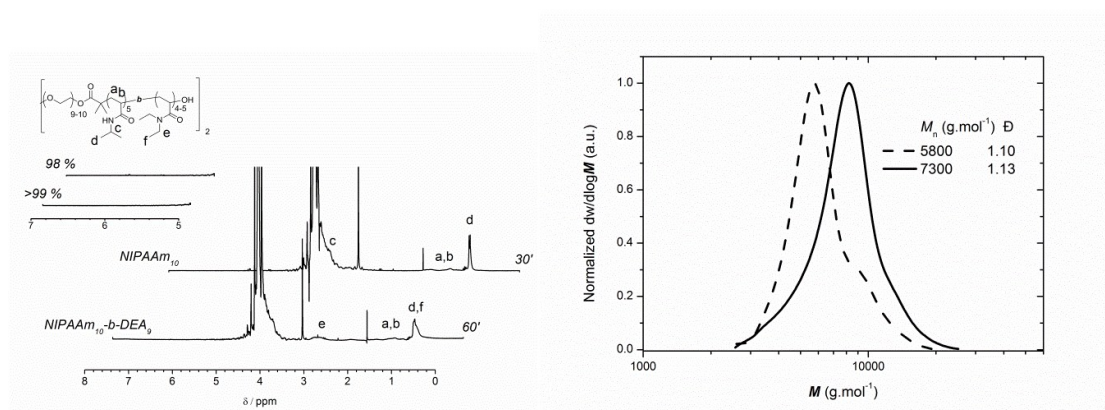 O
O
9-10
O
O
a
b
5
b
4-5
OH
HN
O
N
O
c
d
e
f
2
98 %
>99 %
7
6
5
NIPAAm10
c
a,b
d
30'
NIPAAm10-b-DEA9
e
a,b
d,f
60'
8 7 6 5 4 3 2 1 0
δ / ppm
Normalized dw/dlogM (a.u.)
1.0
0.8
0.6
0.4
0.2
0.0
Mn (g.mol-1) Đ
5800 1.10
7300 1.13
1000
10000
M (g.mol-1)